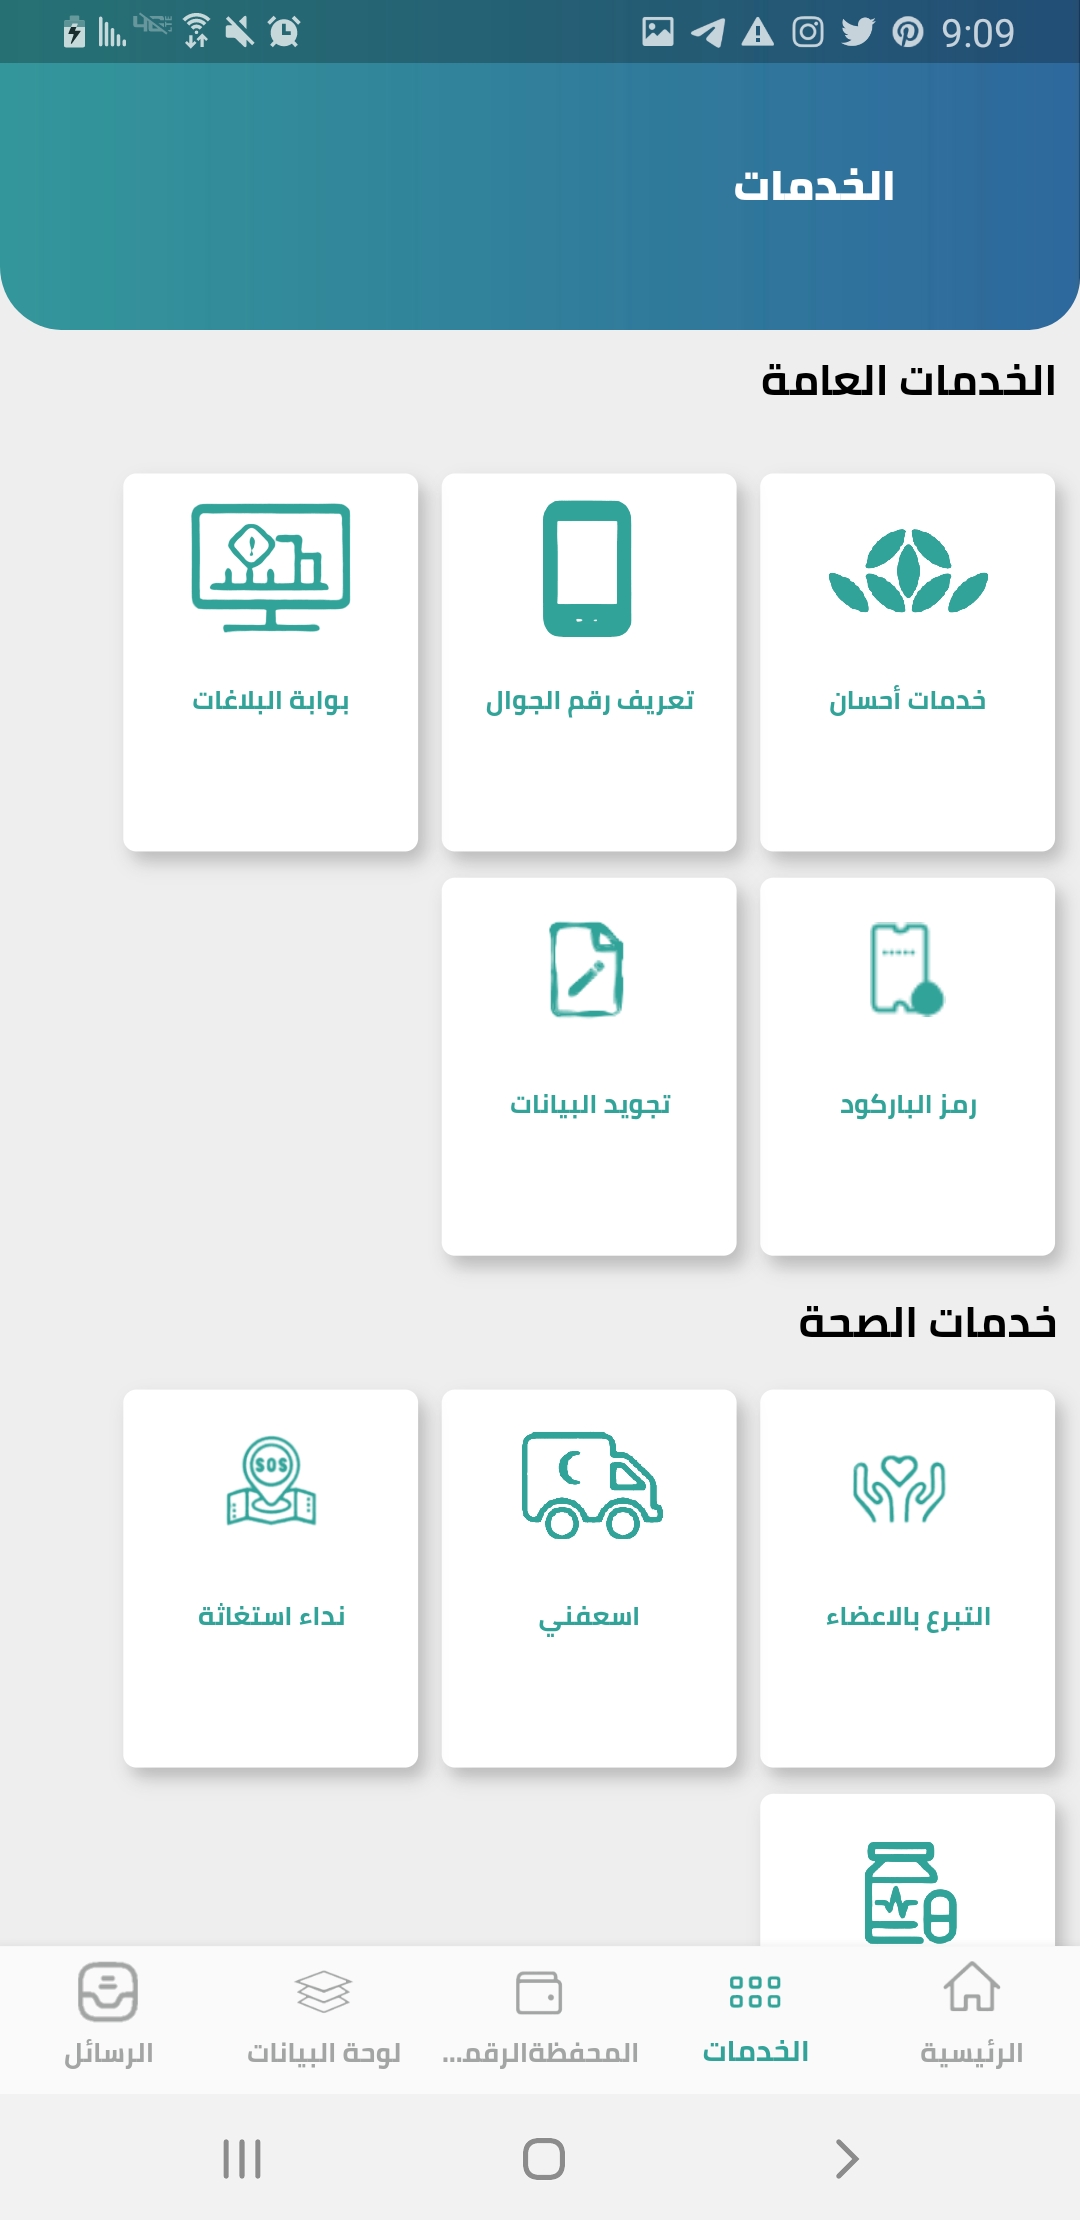 9:09
الخدمات
الخدمات العامة
خدمات أحسان
تعريف رقم الجوال
بوابة البلاغات
رمز الباركود
تجويد البيانات
خدمات الصحة
التبرع بالاعضاء
اسعفني
SOS
نداء استغاثة
الرئيسية
الخدمات
المحفظةالرقمـ...
لوحة البيانات
الرسائل